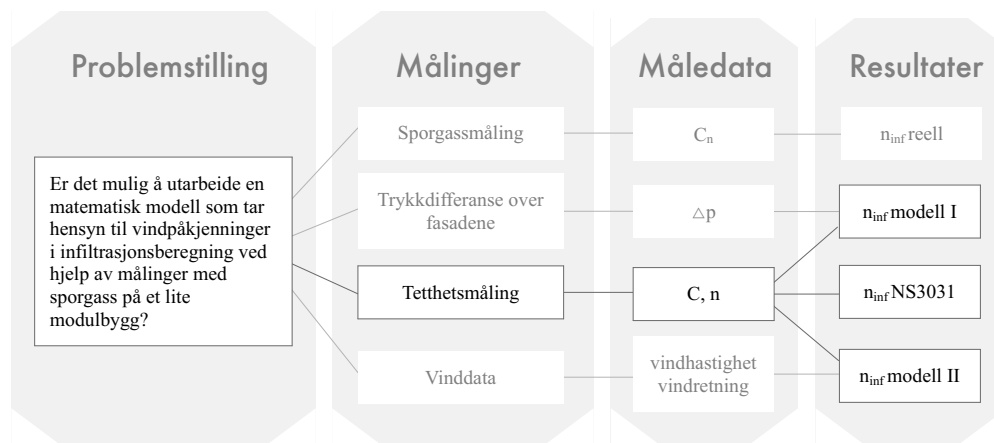 Problemstilling
Målinger
Måledata
Resultater
Er det mulig å utarbeide en
matematisk modell som tar
hensyn til vindpåkjenninger
i infiltrasjonsberegning ved
hjelp av målinger med
sporgass på et lite
modulbygg?
Sporgassmåling
Cn
ninf reell
Trykkdifferanse over
fasadene
△p
ninf modell I
Tetthetsmåling
C, n
ninf NS3031
Vinddata
vindhastighet
vindretning
ninf modell II